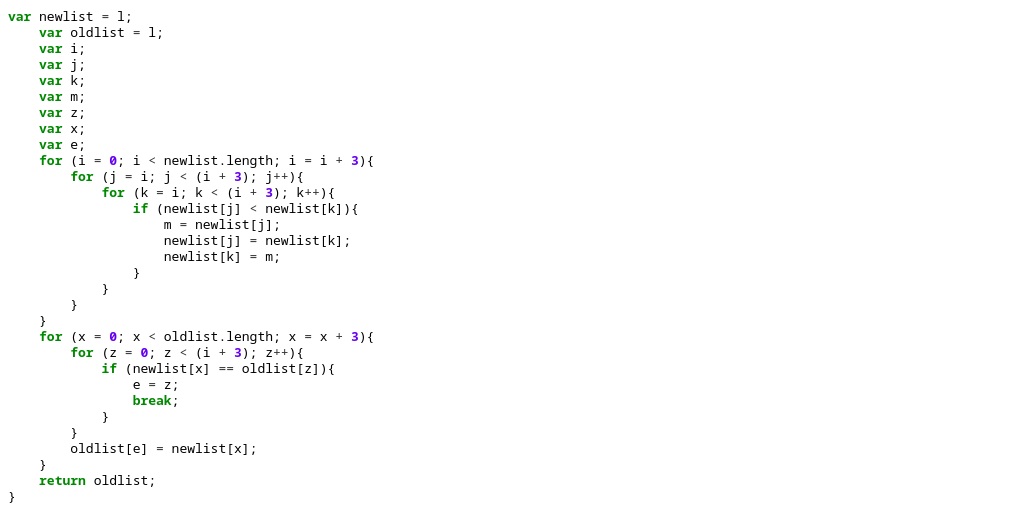 var newlist = l;
    var oldlist = l;
    var i;
    var j;
    var k;
    var m;
    var z;
    var x;
    var e;
    for (i = 0; i < newlist.length; i = i + 3){
        for (j = i; j < (i + 3); j++){
            for (k = i; k < (i + 3); k++){
                if (newlist[j] < newlist[k]){
                    m = newlist[j];
                    newlist[j] = newlist[k];
                    newlist[k] = m;
                }
            }
        }
    }
    for (x = 0; x < oldlist.length; x = x + 3){
        for (z = 0; z < (i + 3); z++){
            if (newlist[x] == oldlist[z]){
                e = z;
                break;
            }
        }
        oldlist[e] = newlist[x];
    }
    return oldlist;
}